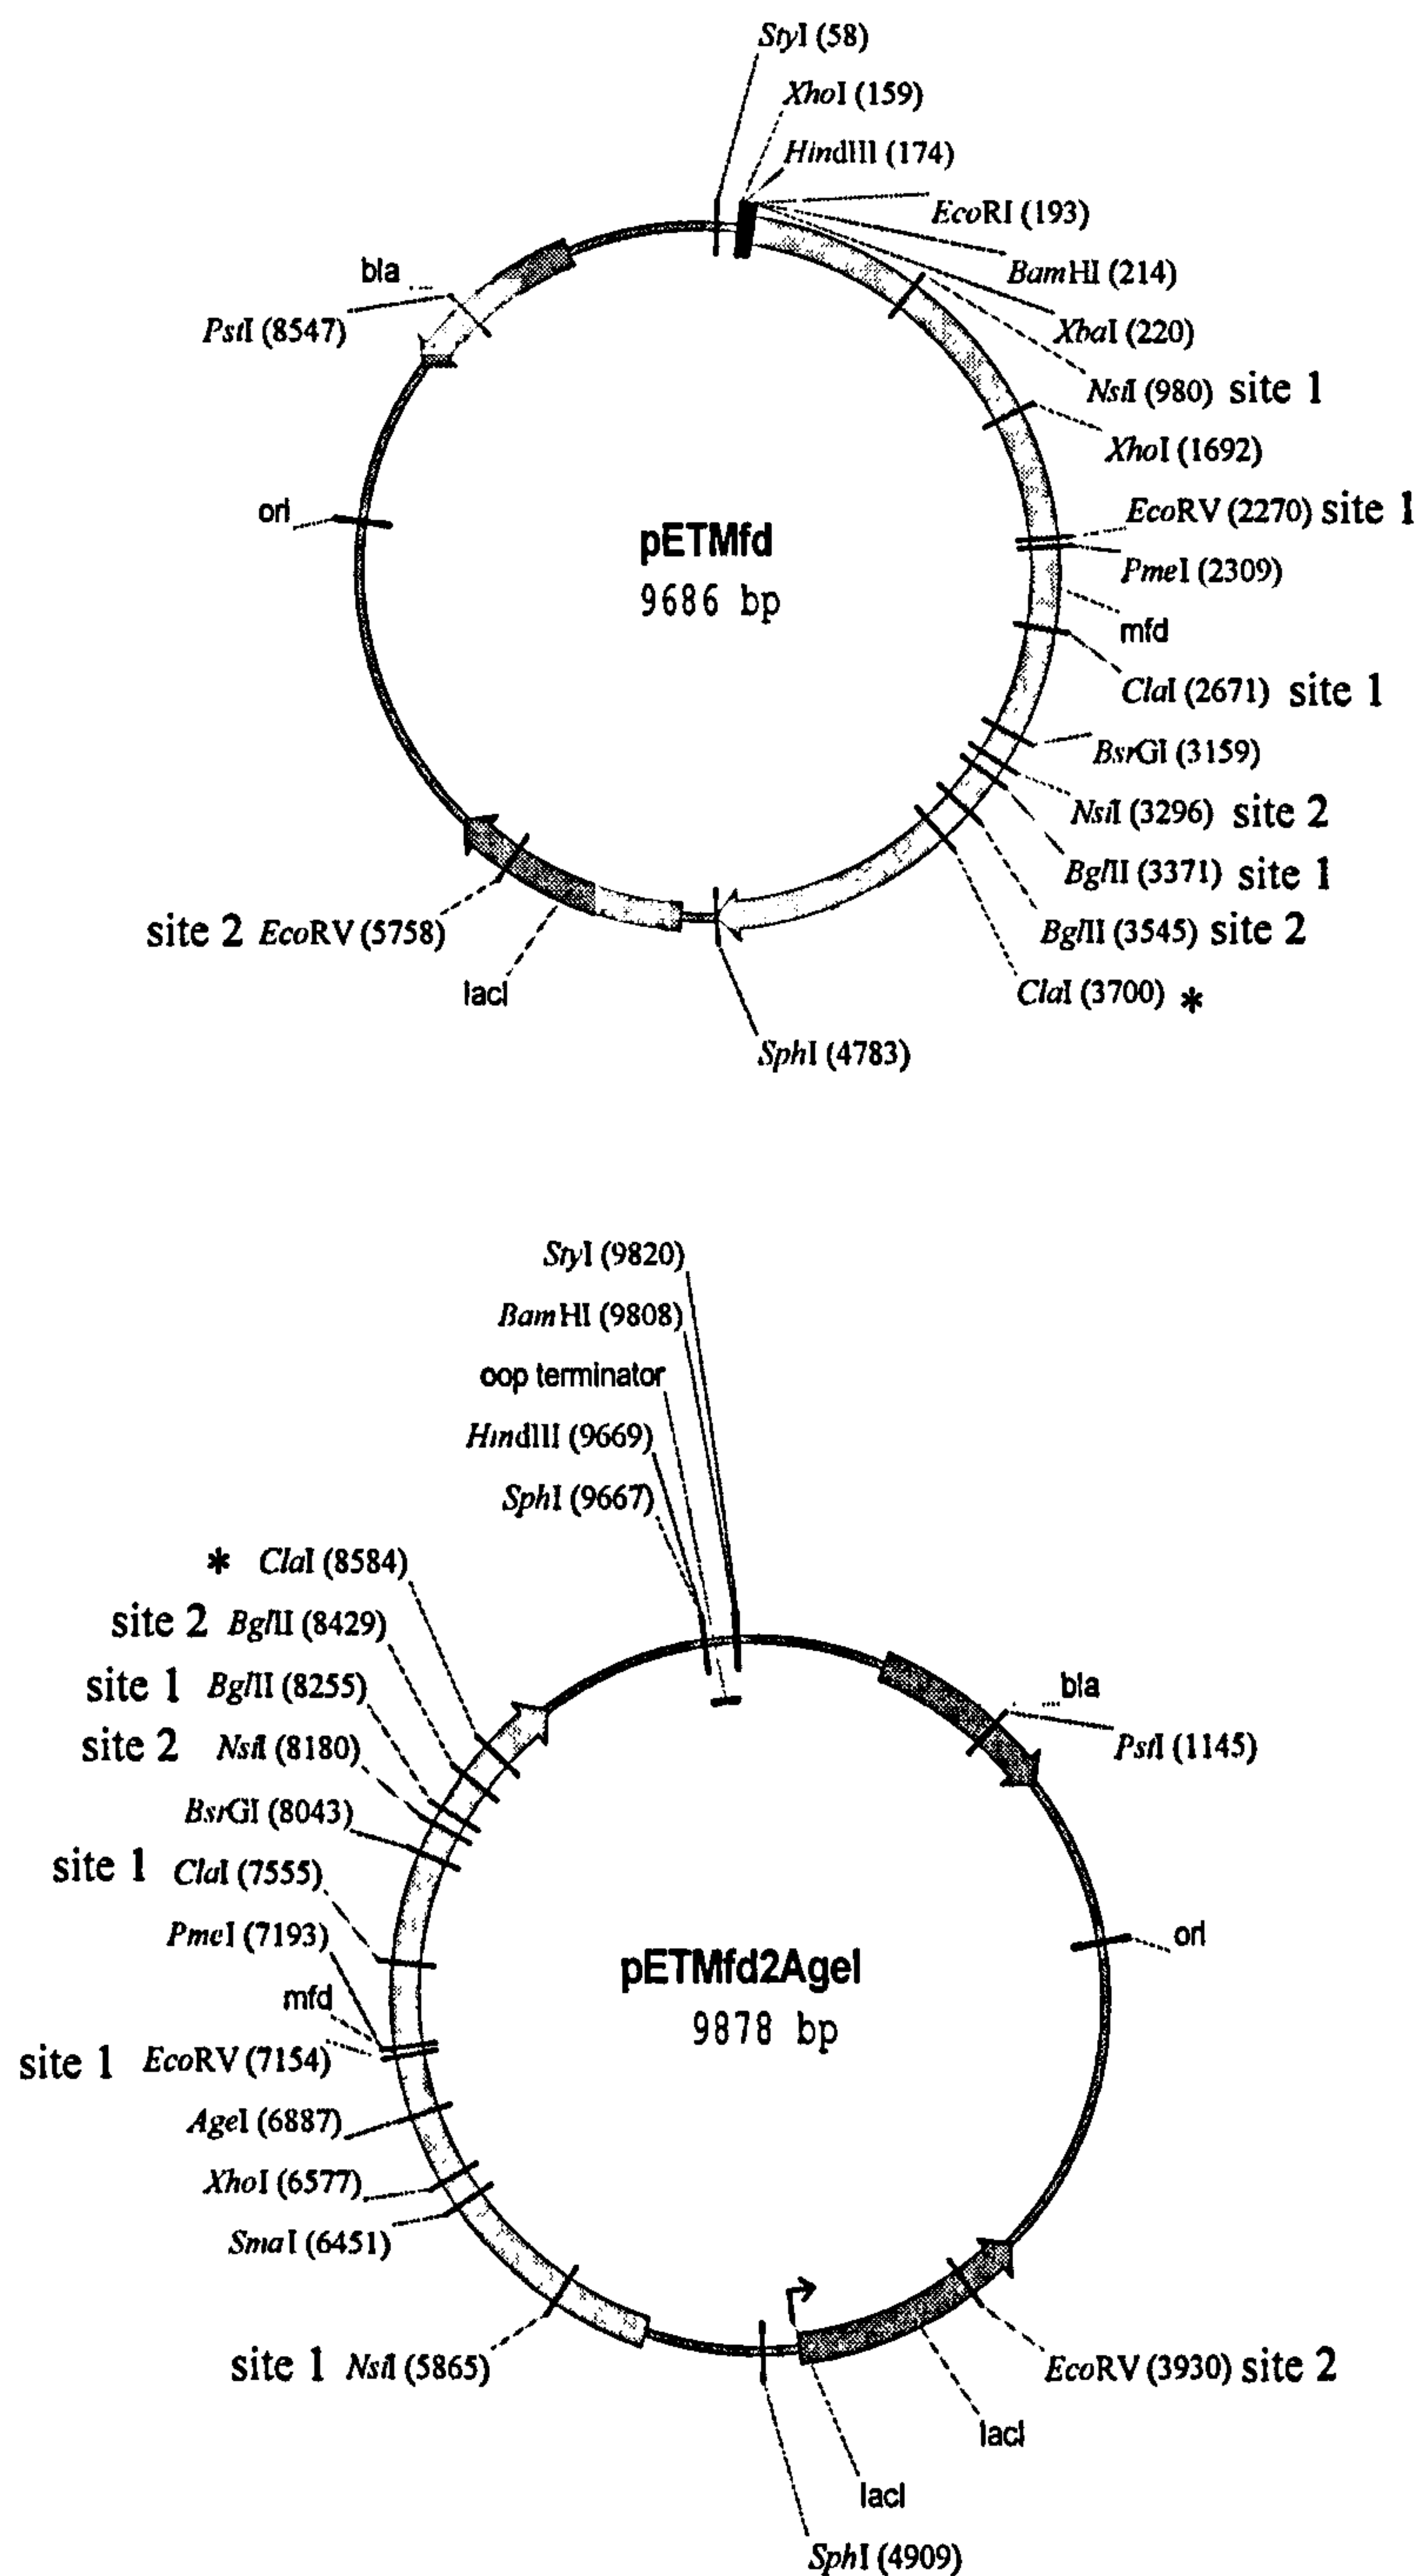 StyI (58)
XhoI (159)
HindIII (174)
EcoRI (193)
bla
BamHI (214)
PstI (8547)
XbaI (220)
NsiI (980) site 1
XhoI (1692)
orI
EcoRV (2270) site 1
pETMfd
PmeI (2309)
9686 bp
mfd
ClaI (2671) site 1
BsrGI (3159)
NsiI (3296) site 2
BglII (3371) site 1
site 2 EcoRV (5758)
BglII (3545) site 2
lacI
ClaI (3700) *
SphI (4783)
StyI (9820)
BamHI (9808)
oop terminator
HindIII (9669)
SphI (9667)
* ClaI (8584)
site 2 BglII (8429)
site 1 BglII (8255)
bla
site 2 NsiI (8180)
PstI (1145)
BsrGI (8043)
site 1 ClaI (7555)
PmeI (7193)
orI
pETMfd2AgeI
mfd
9878 bp
site 1 EcoRV (7154)
AgeI (6887)
XhoI (6577)
SmaI (6451)
site 1 NsiI (5865)
EcoRV (3930) site 2
lacI
lacI
SphI (4909)